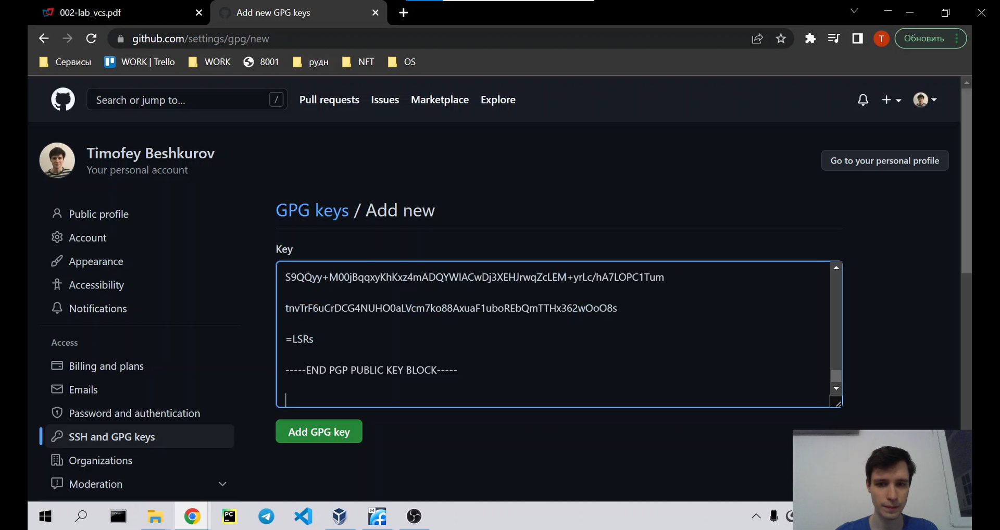 002-lab_vcs.pdf
Add new GPG keys
github.com/settings/gpg/new
T
Обновить
Сервисы
WORK | Trello
WORK
8001
рудн
NFT
OS
Search or jump to...
/
Pull requests
Issues
Marketplace
Explore
Timofey Beshkurov
Your personal account
Go to your personal profile
Public profile
Account
Appearance
Accessibility
Notifications
Access
Billing and plans
Emails
Password and authentication
SSH and GPG keys
Organizations
Moderation
GPG keys / Add new
Key
S9QQyy+M00jBqqxyKhKxz4mADQYWIACwDj3XEHJrwqZcLEM+yrLc/hA7LOPC1Tum
tnvTrF6uCrDCG4NUHO0aLVcm7ko88AxuaF1uboREbQmTTHx362wOoO8s
=LSRs
-----END PGP PUBLIC KEY BLOCK-----
Add GPG key
PC
64